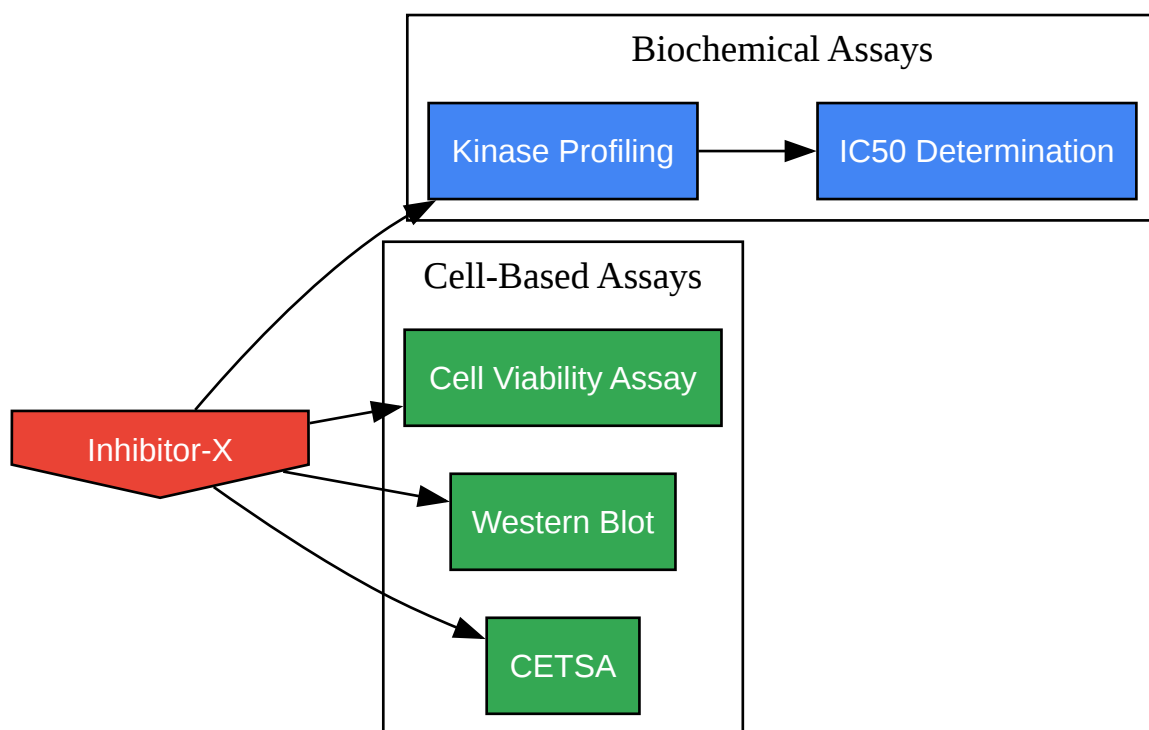 Biochemical Assays
Kinase Profiling
IC50 Determination
Cell-Based Assays
Cell Viability Assay
Inhibitor-X
Western Blot
CETSA